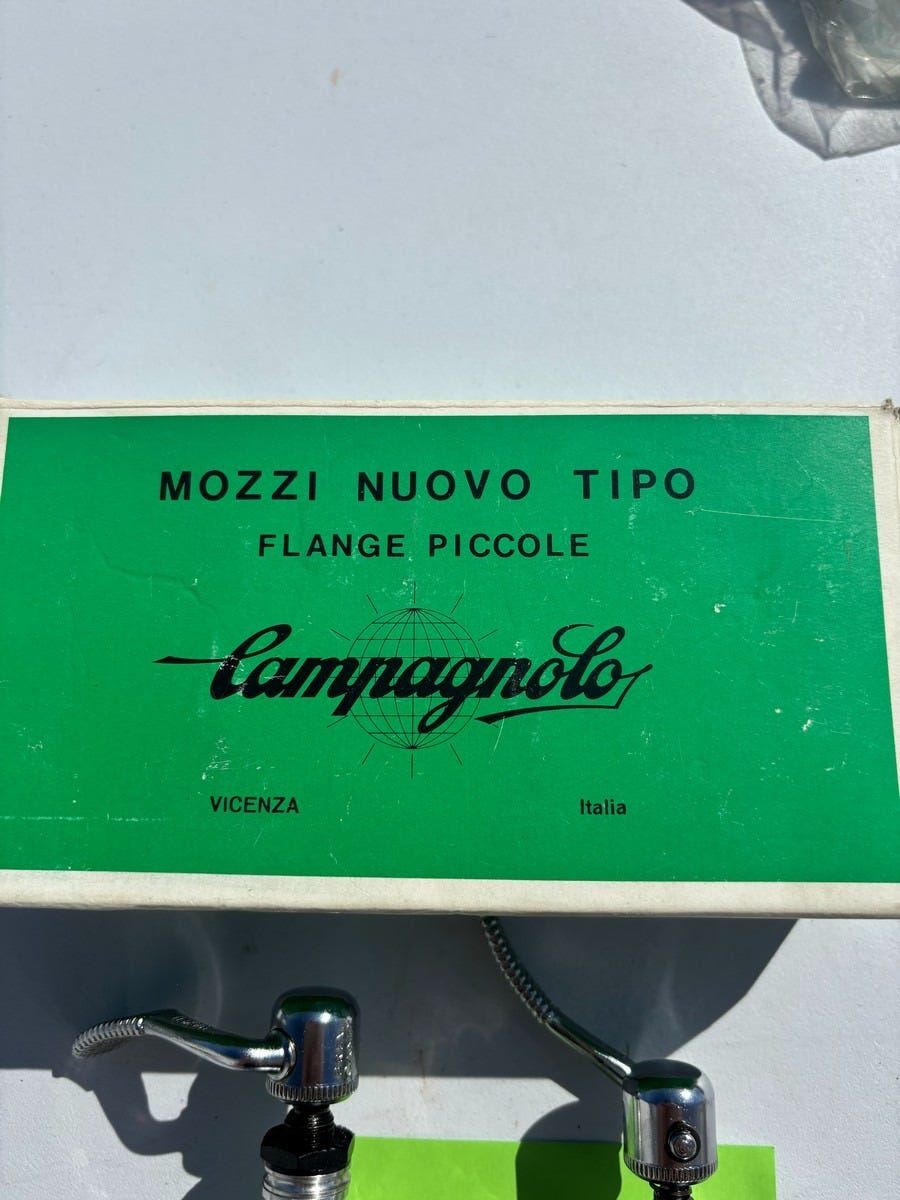 MOZZI NUOVO TIPO
FLANGE PICCOLE
Campagnolo
VICENZA Italia